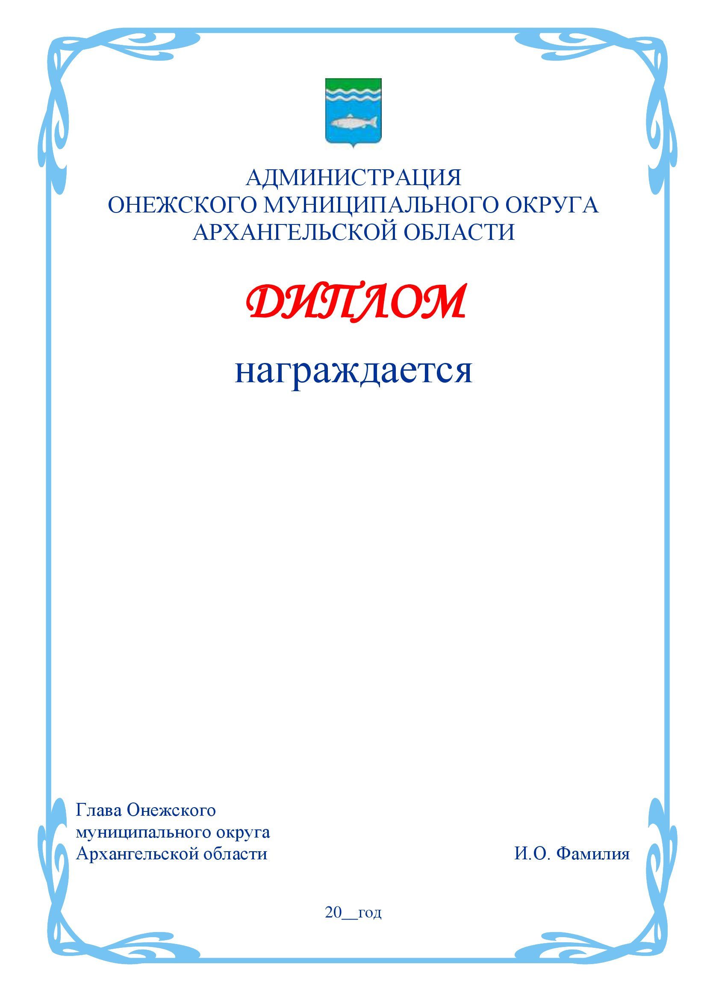 АДМИНИСТРАЦИЯ
ОНЕЖСКОГО МУНИЦИПАЛЬНОГО ОКРУГА
АРХАНГЕЛЬСКОЙ ОБЛАСТИ
ДИПЛОМ
награждается
Глава Онежского
муниципального округа
Архангельской области И.О. Фамилия
20__год